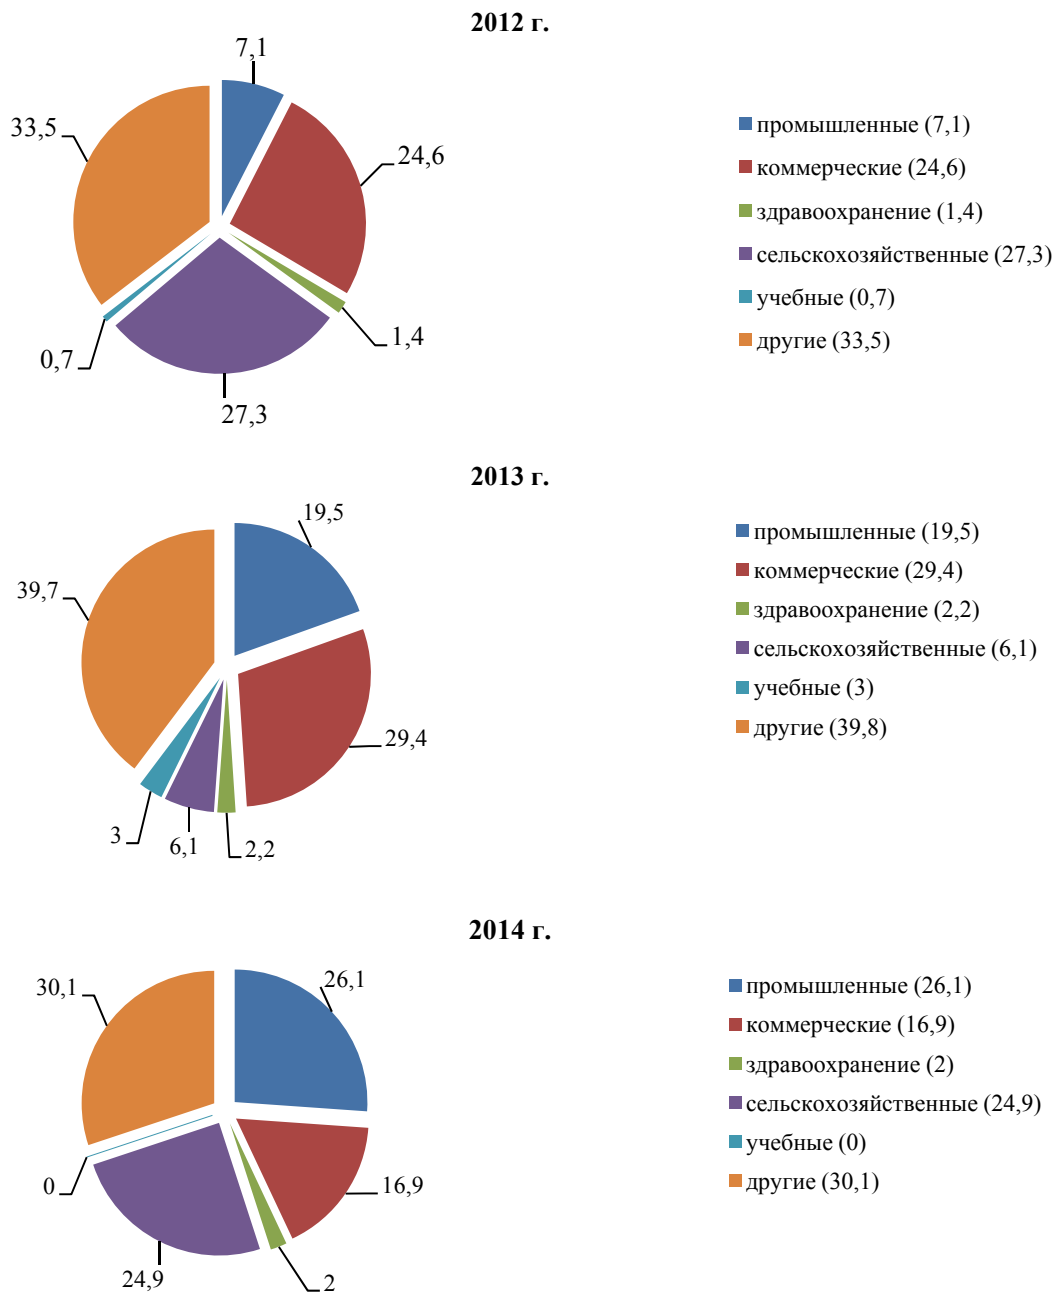 2012 г.
7,1
33,5
24,6
1,4
0,7
27,3
промышленные (7,1)
коммерческие (24,6)
здравоохранение (1,4)
сельскохозяйственные (27,3)
учебные (0,7)
другие (33,5)
2013 г.
19,5
39,7
29,4
3
6,1
2,2
промышленные (19,5)
коммерческие (29,4)
здравоохранение (2,2)
сельскохозяйственные (6,1)
учебные (3)
другие (39,8)
2014 г.
26,1
30,1
16,9
0
24,9
2
промышленные (26,1)
коммерческие (16,9)
здравоохранение (2)
сельскохозяйственные (24,9)
учебные (0)
другие (30,1)